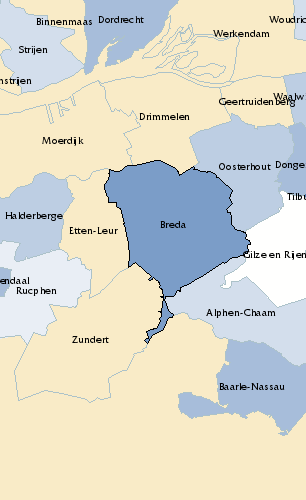 Binnenmaas
Dordrecht
Woudric
Werkendam
Strijen
nstrijen
Waalw
Geertruidenberg
Drimmelen
Moerdijk
Oosterhout
Donge
Tilb
Halderberge
Breda
Etten-Leur
Gilze en Rijen
endaal
Rucphen
Alphen-Chaam
Zundert
Baarle-Nassau